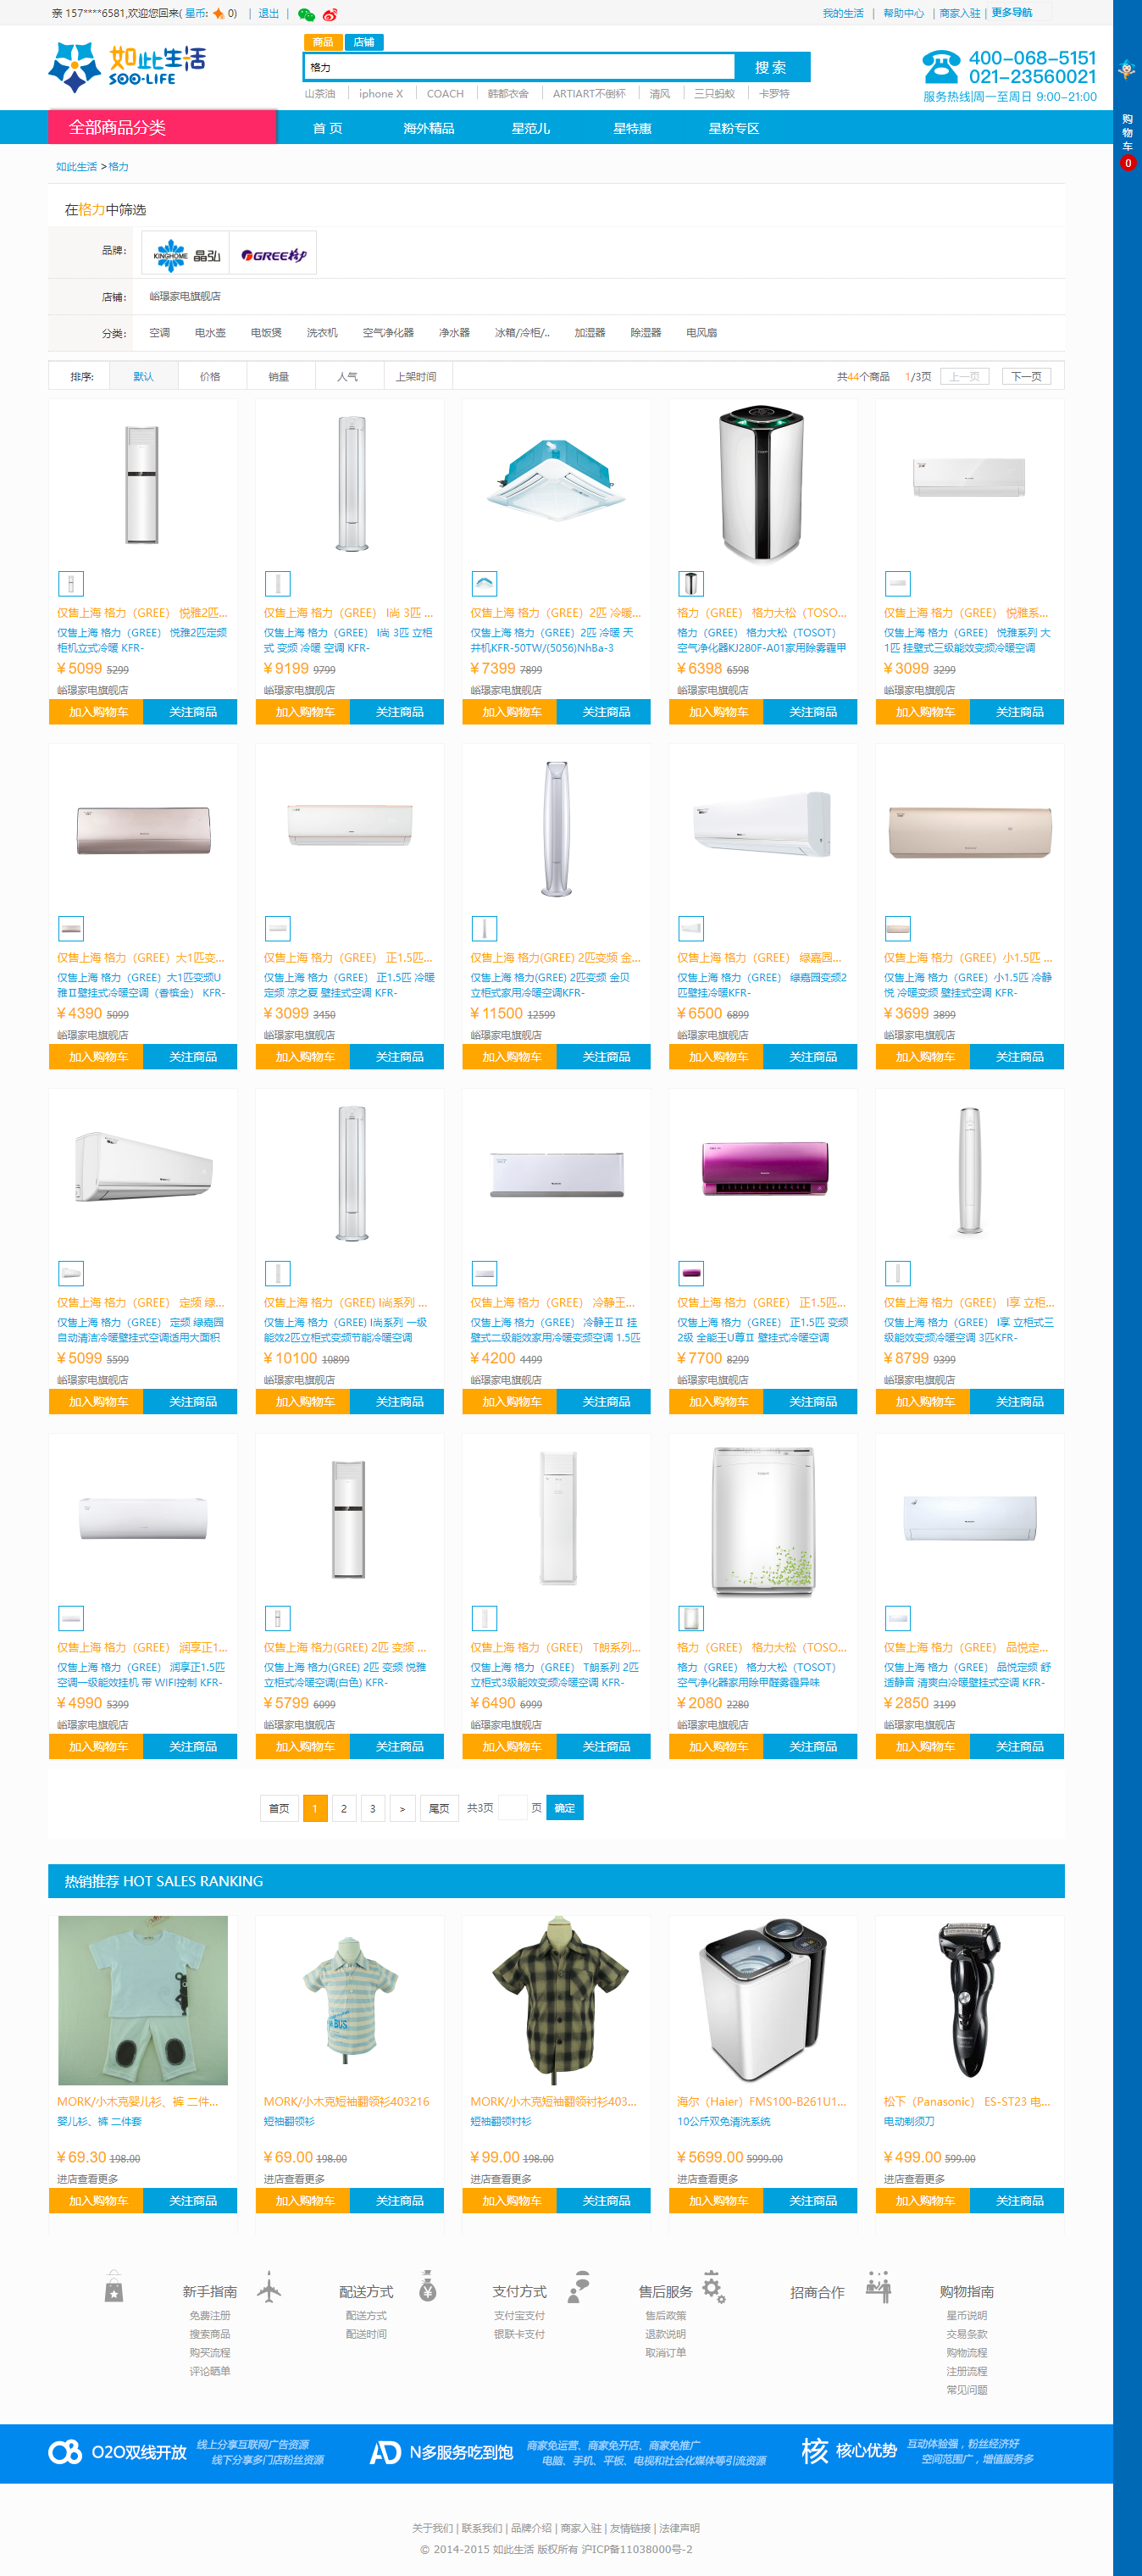 亲 157****6581,欢迎您回来( 星币: 0) | 退出 |
我的生活 | 帮助中心 | 商家入驻 | 更多导航
如此生活
SOO-LIFE
商品 店铺
格力
搜 索
山茶油 iphone X COACH 韩都衣舍 ARTIART不倒杯 清风 三只蚂蚁 卡罗特
400-068-5151
021-23560021
服务热线|周一至周日 9:00-21:00
购物车
0
全部商品分类 首 页 海外精品 星范儿 星特惠 星粉专区
如此生活 >格力
在格力中筛选
品牌: KINGHOME 晶弘 GREE格力
店铺: 峪璟家电旗舰店
分类: 空调 电水壶 电饭煲 洗衣机 空气净化器 净水器 冰箱/冷柜/.. 加湿器 除湿器 电风扇
排序: 默认 价格 销量 人气 上架时间 共44个商品 1/3页 上一页 下一页
仅售上海 格力（GREE） 悦雅2匹...
仅售上海 格力（GREE） 悦雅2匹定频
柜机立式冷暖 KFR-
¥5099 5299
峪璟家电旗舰店
加入购物车 关注商品
仅售上海 格力（GREE） I尚 3匹 ...
仅售上海 格力（GREE） I尚 3匹 立柜
式 变频 冷暖 空调 KFR-
¥9199 9799
峪璟家电旗舰店
加入购物车 关注商品
仅售上海 格力（GREE）2匹 冷暖...
仅售上海 格力（GREE）2匹 冷暖 天
井机KFR-50TW/(5056)NhBa-3
¥7399 7899
峪璟家电旗舰店
加入购物车 关注商品
格力（GREE） 格力大松（TOSO...
格力（GREE） 格力大松（TOSOT）
空气净化器KJ280F-A01家用除雾霾甲
¥6398 6598
峪璟家电旗舰店
加入购物车 关注商品
仅售上海 格力（GREE） 悦雅系...
仅售上海 格力（GREE） 悦雅系列 大
1匹 挂壁式三级能效变频冷暖空调
¥3099 3299
峪璟家电旗舰店
加入购物车 关注商品
仅售上海 格力（GREE）大1匹变...
仅售上海 格力（GREE）大1匹变频U
雅II壁挂式冷暖空调（香槟金） KFR-
¥4390 5099
峪璟家电旗舰店
加入购物车 关注商品
仅售上海 格力（GREE） 正1.5匹...
仅售上海 格力（GREE） 正1.5匹 冷暖
定频 凉之夏 壁挂式空调 KFR-
¥3099 3450
峪璟家电旗舰店
加入购物车 关注商品
仅售上海 格力(GREE) 2匹变频 金...
仅售上海 格力(GREE) 2匹变频 金贝
立柜式家用冷暖空调KFR-
¥11500 12599
峪璟家电旗舰店
加入购物车 关注商品
仅售上海 格力（GREE） 绿嘉园...
仅售上海 格力（GREE） 绿嘉园变频2
匹壁挂冷暖KFR-
¥6500 6899
峪璟家电旗舰店
加入购物车 关注商品
仅售上海 格力（GREE）小1.5匹 ...
仅售上海 格力（GREE）小1.5匹 冷静
悦 冷暖变频 壁挂式空调 KFR-
¥3699 3899
峪璟家电旗舰店
加入购物车 关注商品
仅售上海 格力（GREE） 定频 绿...
仅售上海 格力（GREE） 定频 绿嘉园
自动清洁冷暖壁挂式空调适用大面积
¥5099 5599
峪璟家电旗舰店
加入购物车 关注商品
仅售上海 格力（GREE) I尚系列 ...
仅售上海 格力（GREE) I尚系列 一级
能效2匹立柜式变频节能冷暖空调
¥10100 10899
峪璟家电旗舰店
加入购物车 关注商品
仅售上海 格力（GREE） 冷静王...
仅售上海 格力（GREE） 冷静王II 挂
壁式二级能效家用冷暖变频空调 1.5匹
¥4200 4499
峪璟家电旗舰店
加入购物车 关注商品
仅售上海 格力（GREE） 正1.5匹...
仅售上海 格力（GREE） 正1.5匹 变频
2级 全能王U尊II 壁挂式冷暖空调
¥7700 8299
峪璟家电旗舰店
加入购物车 关注商品
仅售上海 格力（GREE） I享 立柜...
仅售上海 格力（GREE） I享 立柜式三
级能效变频冷暖空调 3匹KFR-
¥8799 9399
峪璟家电旗舰店
加入购物车 关注商品
仅售上海 格力（GREE） 润享正1...
仅售上海 格力（GREE） 润享正1.5匹
空调一级能效挂机 带 WIFI控制 KFR-
¥4990 5399
峪璟家电旗舰店
加入购物车 关注商品
仅售上海 格力(GREE) 2匹 变频 ...
仅售上海 格力(GREE) 2匹 变频 悦雅
立柜式冷暖空调(白色) KFR-
¥5799 6099
峪璟家电旗舰店
加入购物车 关注商品
仅售上海 格力（GREE） T朗系列...
仅售上海 格力（GREE） T朗系列 2匹
立柜式3级能效变频冷暖空调 KFR-
¥6490 6999
峪璟家电旗舰店
加入购物车 关注商品
格力（GREE） 格力大松（TOSO...
格力（GREE） 格力大松（TOSOT）
空气净化器家用除甲醛雾霾异味
¥2080 2280
峪璟家电旗舰店
加入购物车 关注商品
仅售上海 格力（GREE） 品悦定...
仅售上海 格力（GREE） 品悦定频 舒
适静音 清爽白冷暖壁挂式空调 KFR-
¥2850 3199
峪璟家电旗舰店
加入购物车 关注商品
首页 1 2 3 > 尾页 共3页 页 确定
热销推荐 HOT SALES RANKING
MORK/小木克婴儿衫、裤 二件...
婴儿衫、裤 二件套
¥69.30 198.00
进店查看更多
加入购物车 关注商品
MORK/小木克短袖翻领衫403216
短袖翻领衫
¥69.00 198.00
进店查看更多
加入购物车 关注商品
MORK/小木克短袖翻领衬衫403...
短袖翻领衬衫
¥99.00 198.00
进店查看更多
加入购物车 关注商品
海尔（Haier）FMS100-B261U1...
10公斤双免清洗系统
¥5699.00 5999.00
进店查看更多
加入购物车 关注商品
松下（Panasonic） ES-ST23 电...
电动剃须刀
¥499.00 599.00
进店查看更多
加入购物车 关注商品
新手指南
免费注册
搜索商品
购买流程
评论晒单
配送方式
配送方式
配送时间
支付方式
支付宝支付
银联卡支付
售后服务
售后政策
退款说明
取消订单
招商合作
购物指南
星币说明
交易条款
购物流程
注册流程
常见问题
O2O双线开放
线上分享互联网广告资源
线下分享多门店粉丝资源
AD N多服务吃到饱
商家免运营、商家免开店、商家免推广
电脑、手机、平板、电视和社会化媒体等引流资源
核 核心优势
互动体验强，粉丝经济好
空间范围广，增值服务多
关于我们 | 联系我们 | 品牌介绍 | 商家入驻 | 友情链接 | 法律声明
© 2014-2015 如此生活 版权所有 沪ICP备11038000号-2